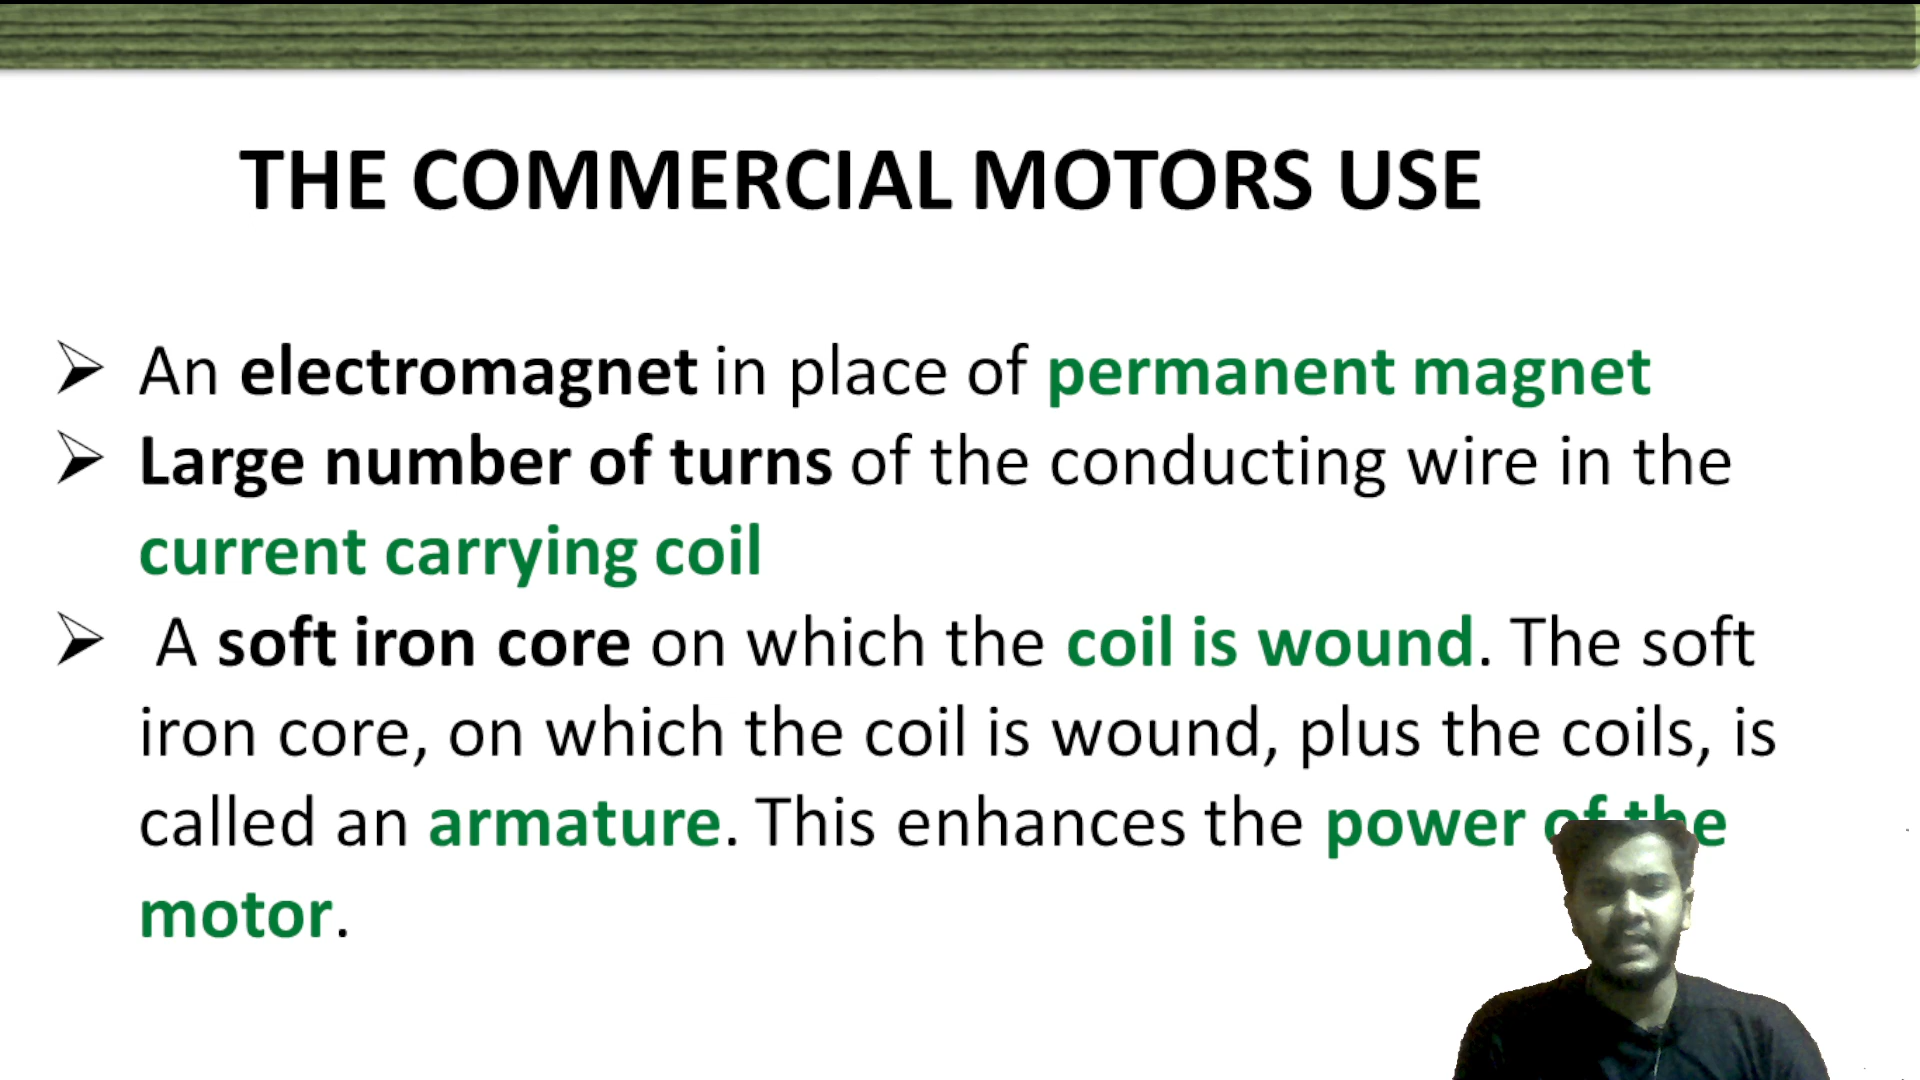 THE COMMERCIAL MOTORS USE
➢ An electromagnet in place of permanent magnet
➢ Large number of turns of the conducting wire in the
current carrying coil
➢ A soft iron core on which the coil is wound. The soft
iron core, on which the coil is wound, plus the coils, is
called an armature. This enhances the power of the
motor.